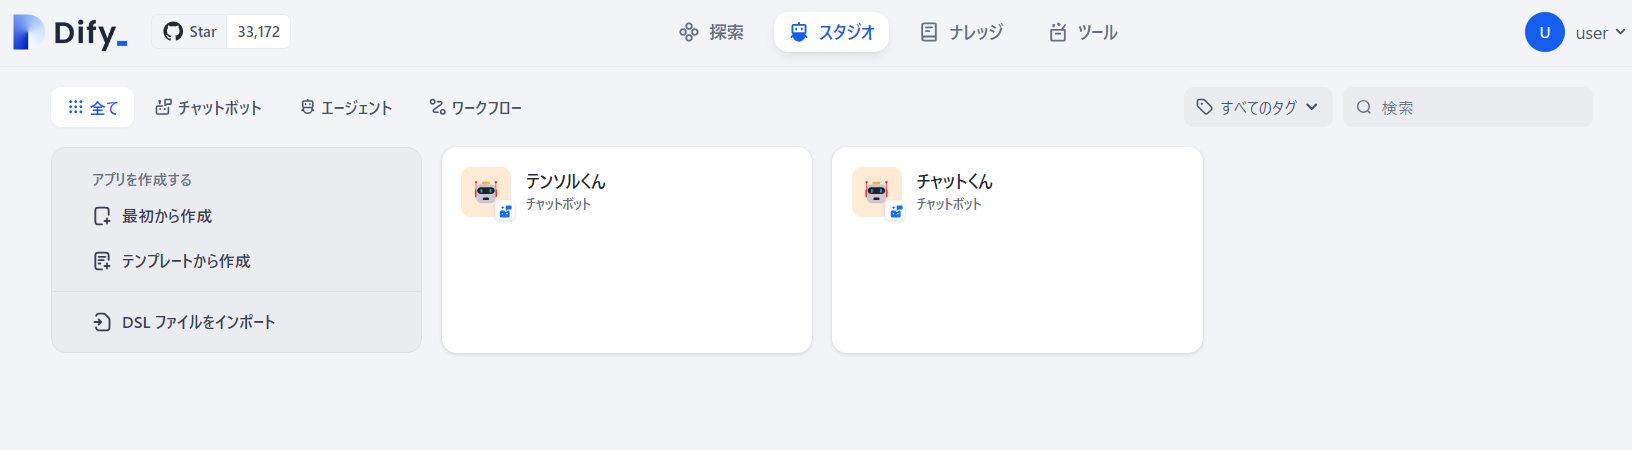 Dify_
Star 33,172
探索
スタジオ
ナレッジ
ツール
U
user
全て
チャットボット
エージェント
ワークフロー
すべてのタグ
検索
アプリを作成する
最初から作成
テンプレートから作成
DSL ファイルをインポート
テンソルくん
チャットボット
チャットくん
チャットボット